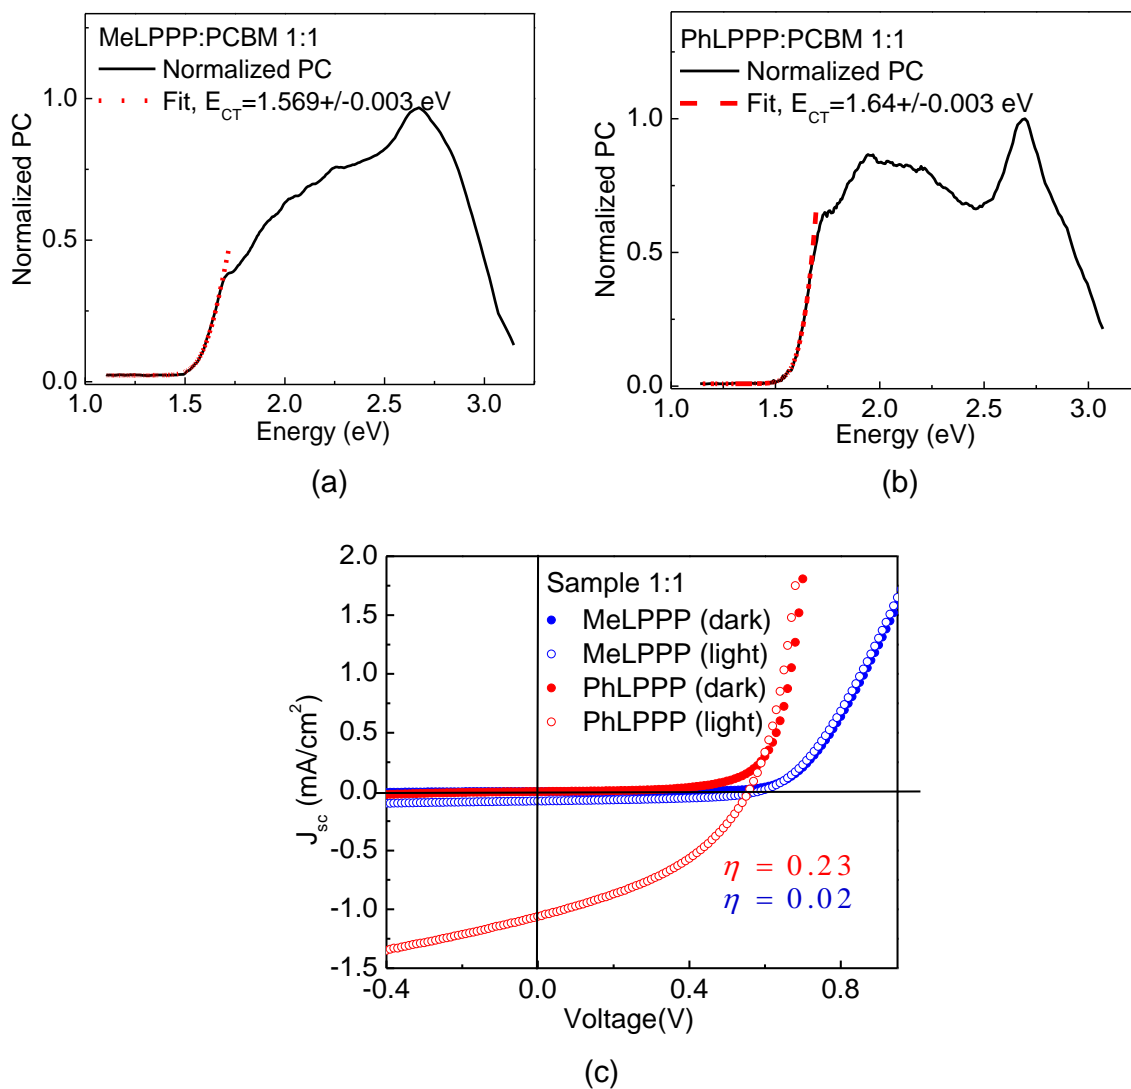 MeLPPP:PCBM 1:1
Normalized PC
Fit, E_CT=1.569+/-0.003 eV
Normalized PC
1.0
0.5
0.0
1.0 1.5 2.0 2.5 3.0
Energy (eV)
(a)
PhLPPP:PCBM 1:1
Normalized PC
Fit, E_CT=1.64+/-0.003 eV
Normalized PC
1.0
0.5
0.0
1.0 1.5 2.0 2.5 3.0
Energy (eV)
(b)
Sample 1:1
MeLPPP (dark)
MeLPPP (light)
PhLPPP (dark)
PhLPPP (light)
J_sc (mA/cm²)
2.0
1.5
1.0
0.5
0.0
-0.5
-1.0
-1.5
η = 0.23
η = 0.02
-0.4 0.0 0.4 0.8
Voltage(V)
(c)